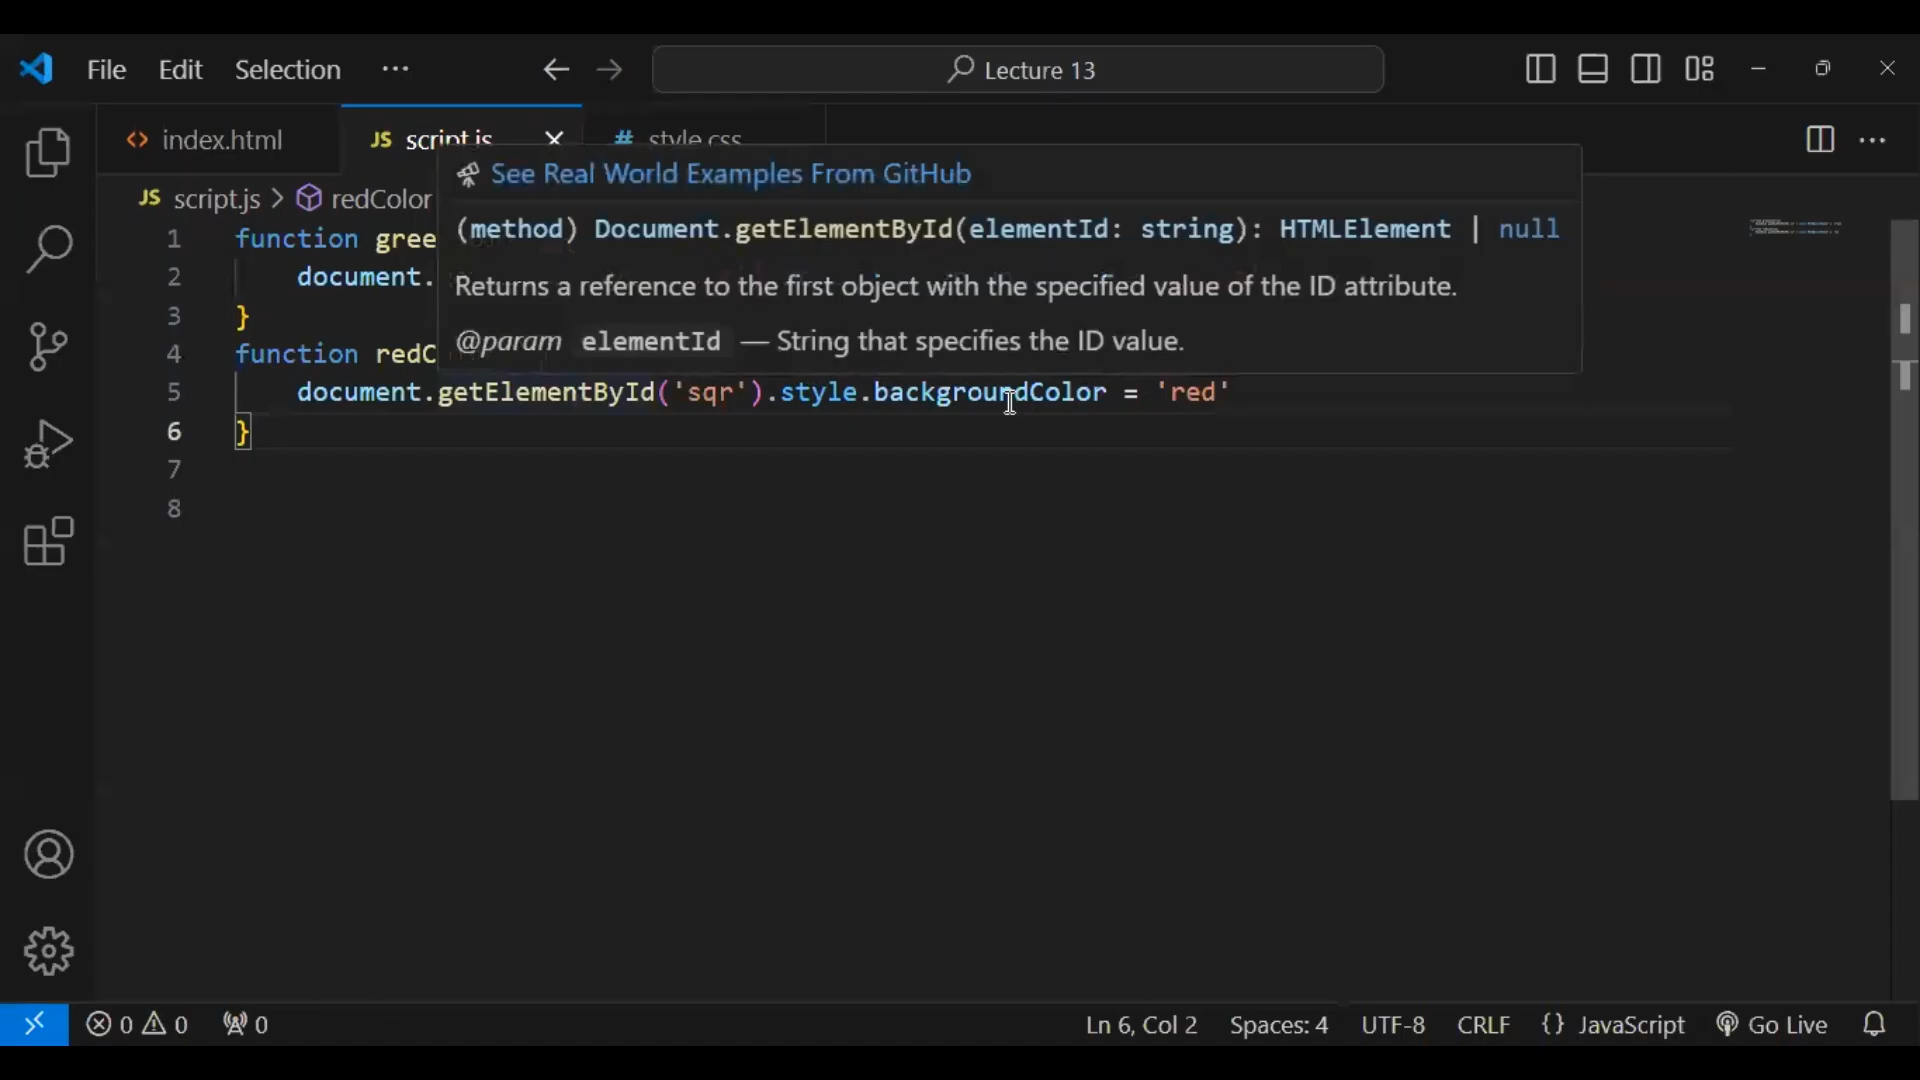 File Edit Selection ··· Lecture 13
index.html JS script.js # style.css
See Real World Examples From GitHub
JS script.js > redColor
(method) Document.getElementById(elementId: string): HTMLElement | null
1 function gree
2 document.
Returns a reference to the first object with the specified value of the ID attribute.
3 }
@param elementId — String that specifies the ID value.
4 function redC
5 document.getElementById('sqr').style.backgroundColor = 'red'
6 }
7
8
0 0 0 Ln 6, Col 2 Spaces: 4 UTF-8 CRLF {} JavaScript Go Live